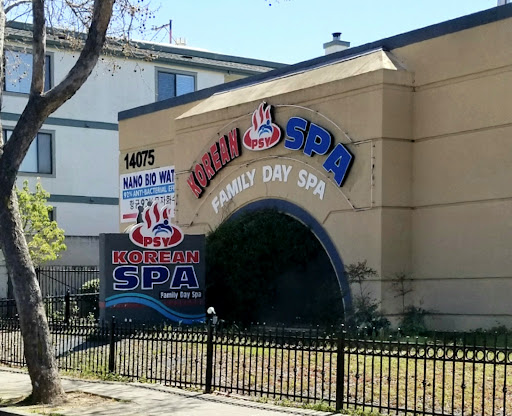 KOREAN PSY SPA
FAMILY DAY SPA
14075
NANO BIO WAT
PSY
KOREAN
SPA
Family Day Spa